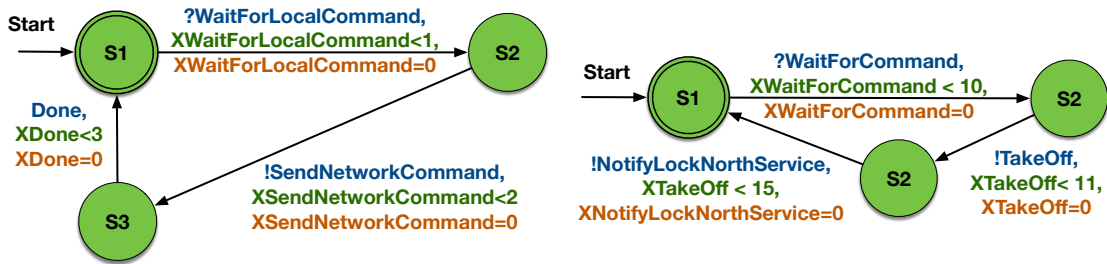 Start
S1
?WaitForLocalCommand,
XWaitForLocalCommand<1,
XWaitForLocalCommand=0
S2
Done,
XDone<3
XDone=0
!SendNetworkCommand,
XSendNetworkCommand<2
XSendNetworkCommand=0
S3
Start
S1
?WaitForCommand,
XWaitForCommand < 10,
XWaitForCommand=0
S2
!NotifyLockNorthService,
XTakeOff < 15,
XNotifyLockNorthService=0
S2
!TakeOff,
XTakeOff< 11,
XTakeOff=0